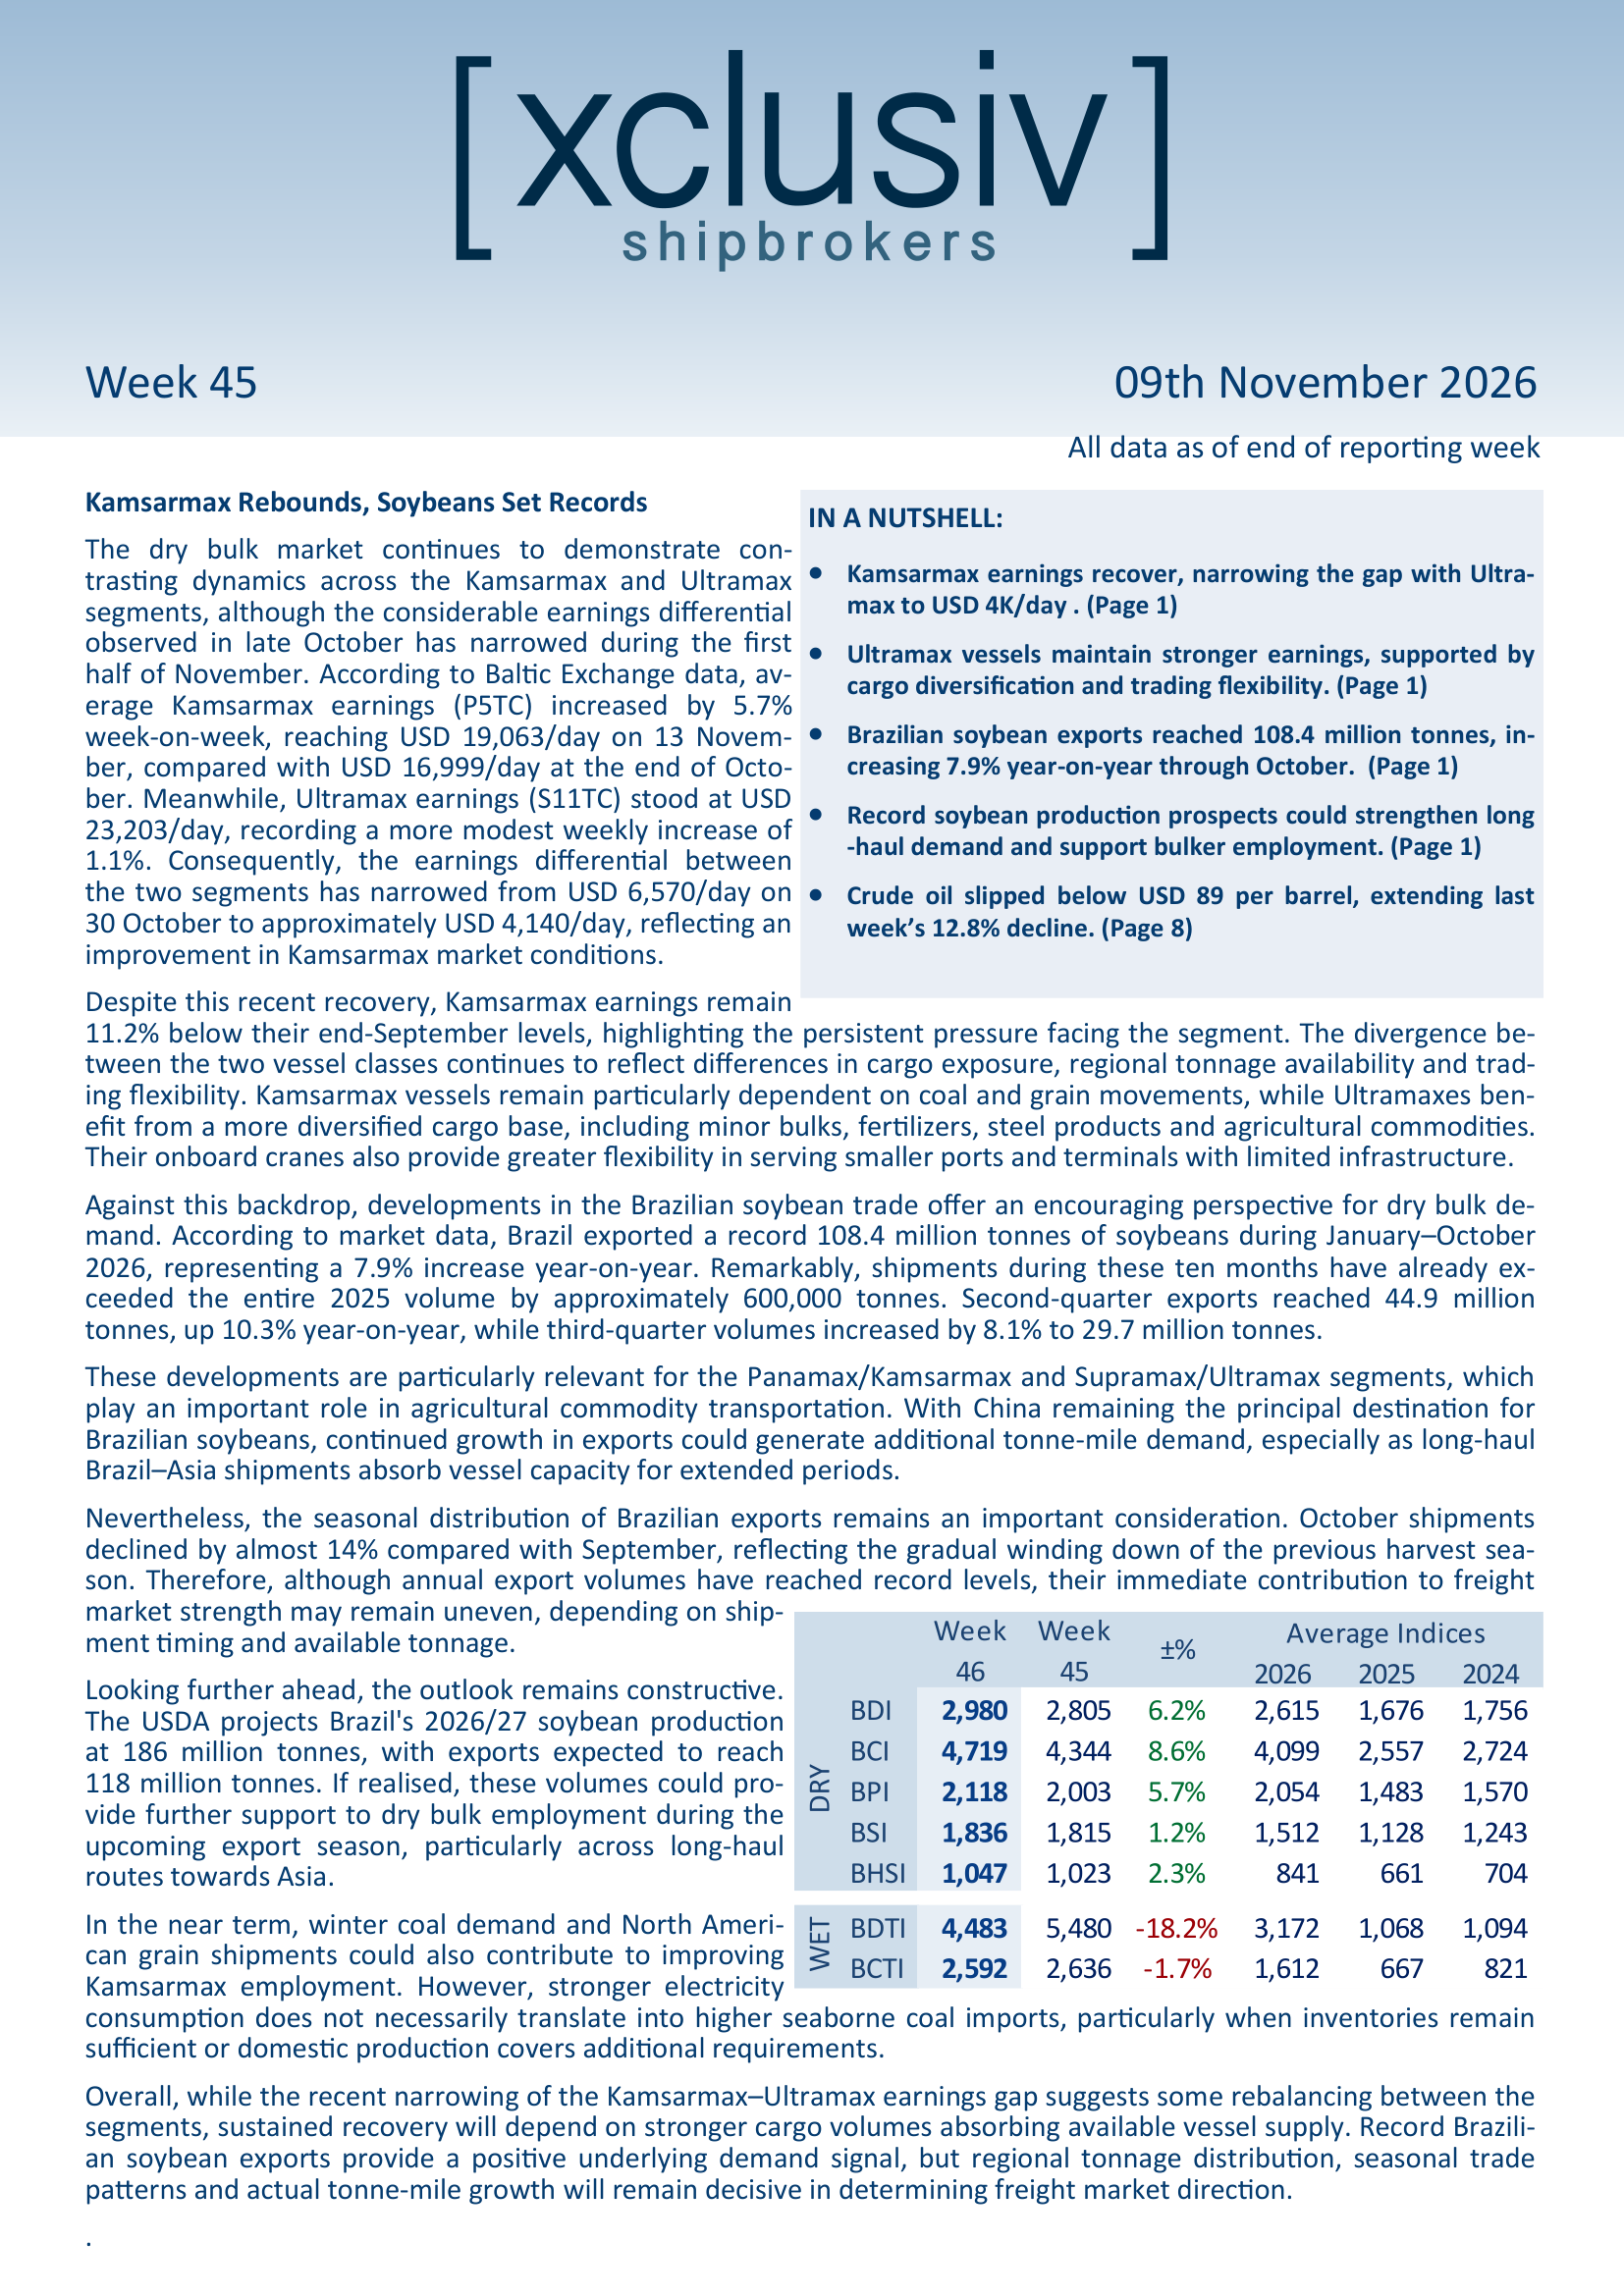 [xclusiv]
shipbrokers
Week 45
09th November 2026
All data as of end of reporting week
Kamsarmax Rebounds, Soybeans Set Records
The dry bulk market continues to demonstrate con-
trasting dynamics across the Kamsarmax and Ultramax
segments, although the considerable earnings differential
observed in late October has narrowed during the first
half of November. According to Baltic Exchange data, av-
erage Kamsarmax earnings (P5TC) increased by 5.7%
week-on-week, reaching USD 19,063/day on 13 Novem-
ber, compared with USD 16,999/day at the end of Octo-
ber. Meanwhile, Ultramax earnings (S11TC) stood at USD
23,203/day, recording a more modest weekly increase of
1.1%. Consequently, the earnings differential between
the two segments has narrowed from USD 6,570/day on
30 October to approximately USD 4,140/day, reflecting an
improvement in Kamsarmax market conditions.
IN A NUTSHELL:
• Kamsarmax earnings recover, narrowing the gap with Ultra-
max to USD 4K/day . (Page 1)
• Ultramax vessels maintain stronger earnings, supported by
cargo diversification and trading flexibility. (Page 1)
• Brazilian soybean exports reached 108.4 million tonnes, in-
creasing 7.9% year-on-year through October.  (Page 1)
• Record soybean production prospects could strengthen long
-haul demand and support bulker employment. (Page 1)
• Crude oil slipped below USD 89 per barrel, extending last
week’s 12.8% decline. (Page 8)
Despite this recent recovery, Kamsarmax earnings remain
11.2% below their end-September levels, highlighting the persistent pressure facing the segment. The divergence be-
tween the two vessel classes continues to reflect differences in cargo exposure, regional tonnage availability and trad-
ing flexibility. Kamsarmax vessels remain particularly dependent on coal and grain movements, while Ultramaxes ben-
efit from a more diversified cargo base, including minor bulks, fertilizers, steel products and agricultural commodities.
Their onboard cranes also provide greater flexibility in serving smaller ports and terminals with limited infrastructure.
Against this backdrop, developments in the Brazilian soybean trade offer an encouraging perspective for dry bulk de-
mand. According to market data, Brazil exported a record 108.4 million tonnes of soybeans during January–October
2026, representing a 7.9% increase year-on-year. Remarkably, shipments during these ten months have already ex-
ceeded the entire 2025 volume by approximately 600,000 tonnes. Second-quarter exports reached 44.9 million
tonnes, up 10.3% year-on-year, while third-quarter volumes increased by 8.1% to 29.7 million tonnes.
These developments are particularly relevant for the Panamax/Kamsarmax and Supramax/Ultramax segments, which
play an important role in agricultural commodity transportation. With China remaining the principal destination for
Brazilian soybeans, continued growth in exports could generate additional tonne-mile demand, especially as long-haul
Brazil–Asia shipments absorb vessel capacity for extended periods.
Nevertheless, the seasonal distribution of Brazilian exports remains an important consideration. October shipments
declined by almost 14% compared with September, reflecting the gradual winding down of the previous harvest sea-
son. Therefore, although annual export volumes have reached record levels, their immediate contribution to freight
market strength may remain uneven, depending on ship-
ment timing and available tonnage.
Looking further ahead, the outlook remains constructive.
The USDA projects Brazil's 2026/27 soybean production
at 186 million tonnes, with exports expected to reach
118 million tonnes. If realised, these volumes could pro-
vide further support to dry bulk employment during the
upcoming export season, particularly across long-haul
routes towards Asia.
In the near term, winter coal demand and North Ameri-
can grain shipments could also contribute to improving
Kamsarmax employment. However, stronger electricity
Week Week ±% Average Indices
46 45 2026 2025 2024
DRY
BDI 2,980 2,805 6.2% 2,615 1,676 1,756
BCI 4,719 4,344 8.6% 4,099 2,557 2,724
BPI 2,118 2,003 5.7% 2,054 1,483 1,570
BSI 1,836 1,815 1.2% 1,512 1,128 1,243
BHSI 1,047 1,023 2.3% 841 661 704
WET
BDTI 4,483 5,480 -18.2% 3,172 1,068 1,094
BCTI 2,592 2,636 -1.7% 1,612 667 821
consumption does not necessarily translate into higher seaborne coal imports, particularly when inventories remain
sufficient or domestic production covers additional requirements.
Overall, while the recent narrowing of the Kamsarmax–Ultramax earnings gap suggests some rebalancing between the
segments, sustained recovery will depend on stronger cargo volumes absorbing available vessel supply. Record Brazili-
an soybean exports provide a positive underlying demand signal, but regional tonnage distribution, seasonal trade
patterns and actual tonne-mile growth will remain decisive in determining freight market direction.
.